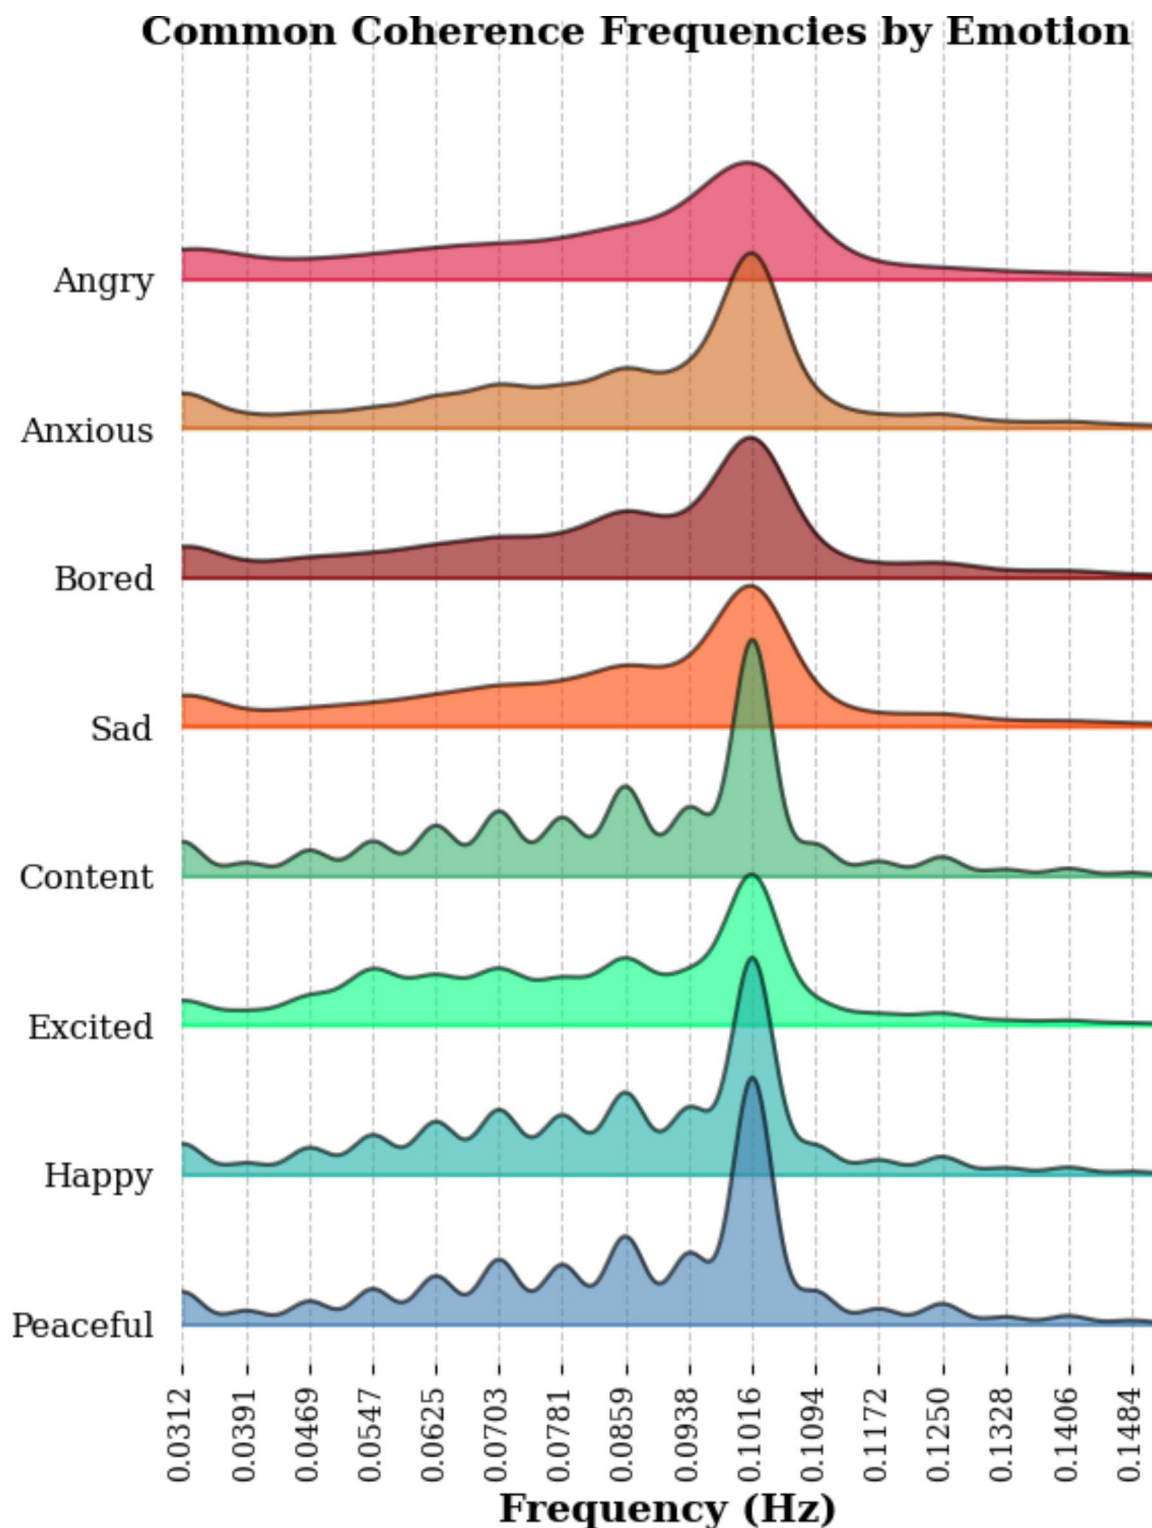 Common Coherence Frequencies by Emotion
Angry
Anxious
Bored
Sad
Content
Excited
Happy
Peaceful
0.0312
0.0391
0.0469
0.0547
0.0625
0.0703
0.0781
0.0859
0.0938
0.1016
0.1094
0.1172
0.1250
0.1328
0.1406
0.1484
Frequency (Hz)